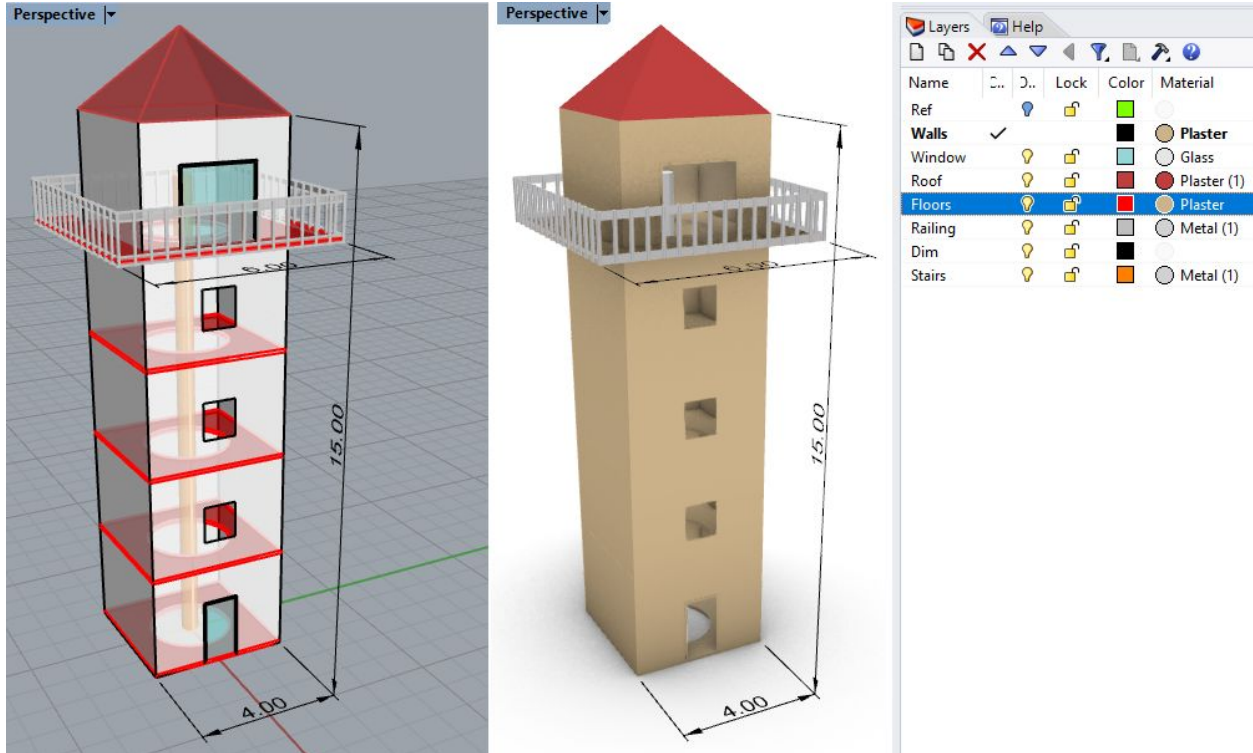 Perspective
6.00
15.00
4.00
Perspective
6.00
15.00
4.00
Layers Help
Name C... O... Lock Color Material
Ref
Walls Plaster
Window Glass
Roof Plaster (1)
Floors Plaster
Railing Metal (1)
Dim
Stairs Metal (1)